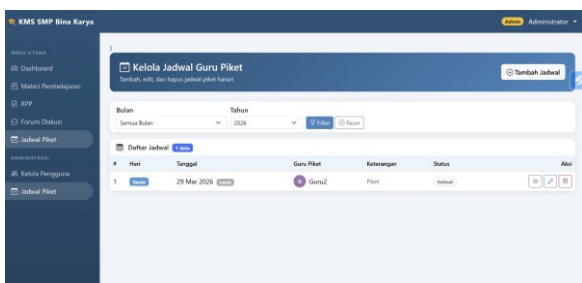 KMS SMP Bina Karya
Admin Administrator
MENU UTAMA
Dashboard
Materi Pembelajaran
RPP
Forum Diskusi
Jadwal Piket
ADMINISTRASI
Kelola Pengguna
Jadwal Piket
)
Kelola Jadwal Guru Piket
Tambah, edit, dan hapus jadwal piket harian
Tambah Jadwal
Bulan Tahun
Semua Bulan 2026 Filter Reset
Daftar Jadwal 1 data
# Hari Tanggal Guru Piket Keterangan Status Aksi
1 Senin 29 Mar 2026 G Guru2 Piket Selesai